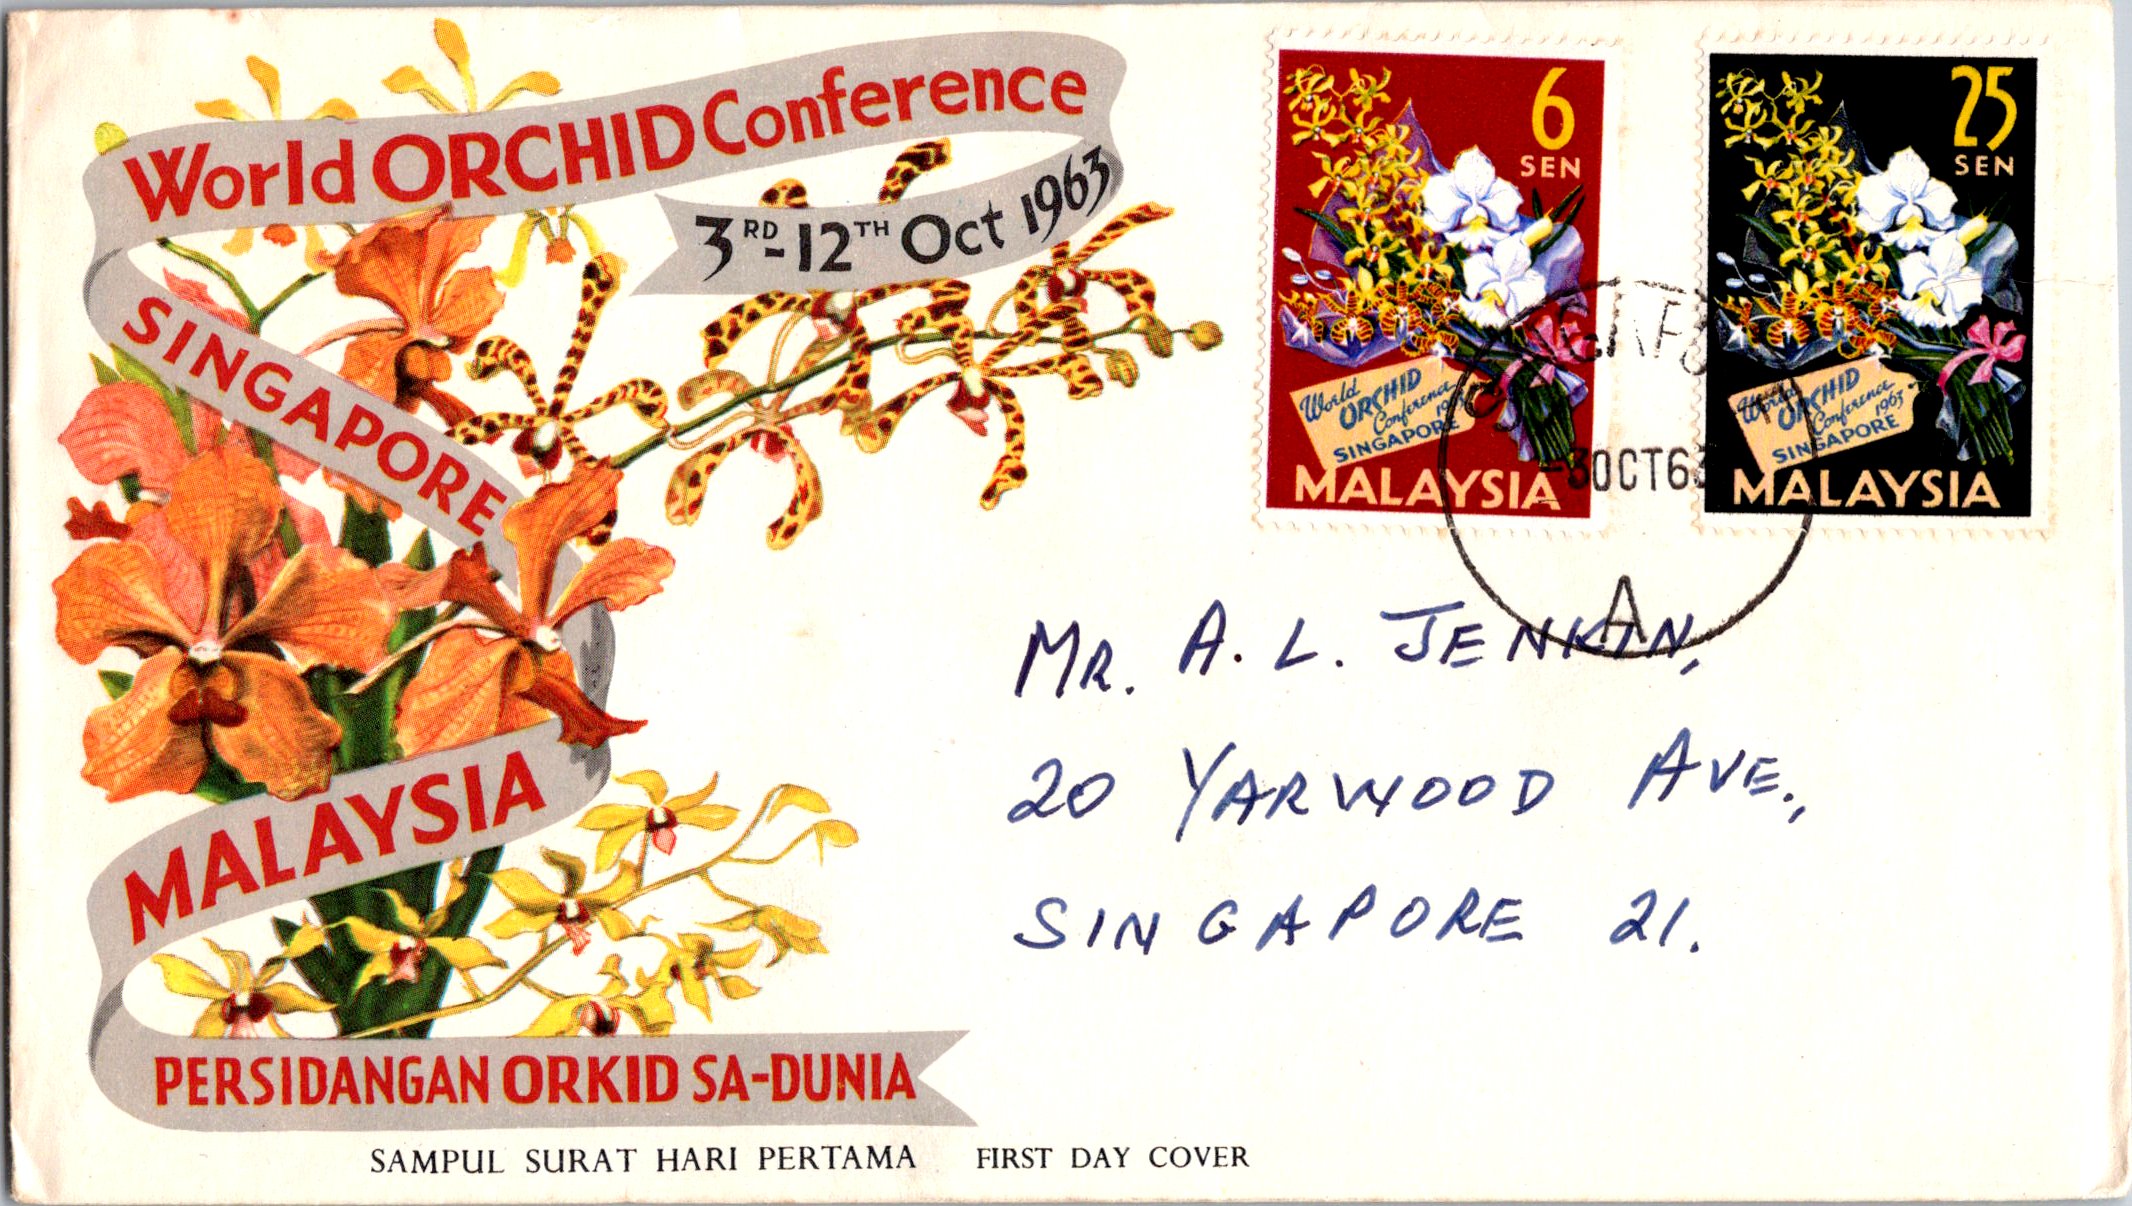 World ORCHID Conference
3RD-12TH Oct 1963
SINGAPORE
MALAYSIA
PERSIDANGAN ORKID SA-DUNIA
SAMPUL SURAT HARI PERTAMA FIRST DAY COVER
6
SEN
World
ORCHID
Conference
SINGAPORE
MALAYSIA
25
SEN
World
ORCHID
Conference
1963
SINGAPORE
MALAYSIA
-3OCT63
A
MR. A. L. JENKIN,
20 YARWOOD AVE.,
SINGAPORE 21.